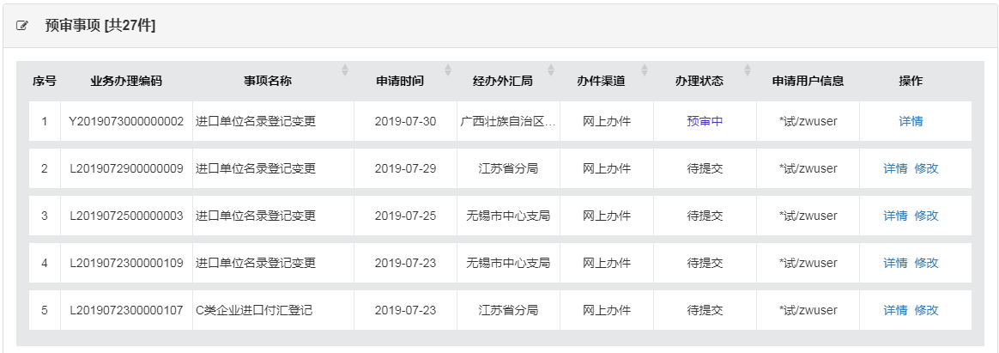 预审事项 [共27件]
序号 业务办理编码 事项名称 申请时间 经办外汇局 办件渠道 办理状态 申请用户信息 操作
1 Y2019073000000002 进口单位名录登记变更 2019-07-30 广西壮族自治区... 网上办件 预审中 *试/zwuser 详情
2 L2019072900000009 进口单位名录登记变更 2019-07-29 江苏省分局 网上办件 待提交 *试/zwuser 详情 修改
3 L2019072500000003 进口单位名录登记变更 2019-07-25 无锡市中心支局 网上办件 待提交 *试/zwuser 详情 修改
4 L2019072300000109 进口单位名录登记变更 2019-07-23 无锡市中心支局 网上办件 待提交 *试/zwuser 详情 修改
5 L2019072300000107 C类企业进口付汇登记 2019-07-23 江苏省分局 网上办件 待提交 *试/zwuser 详情 修改